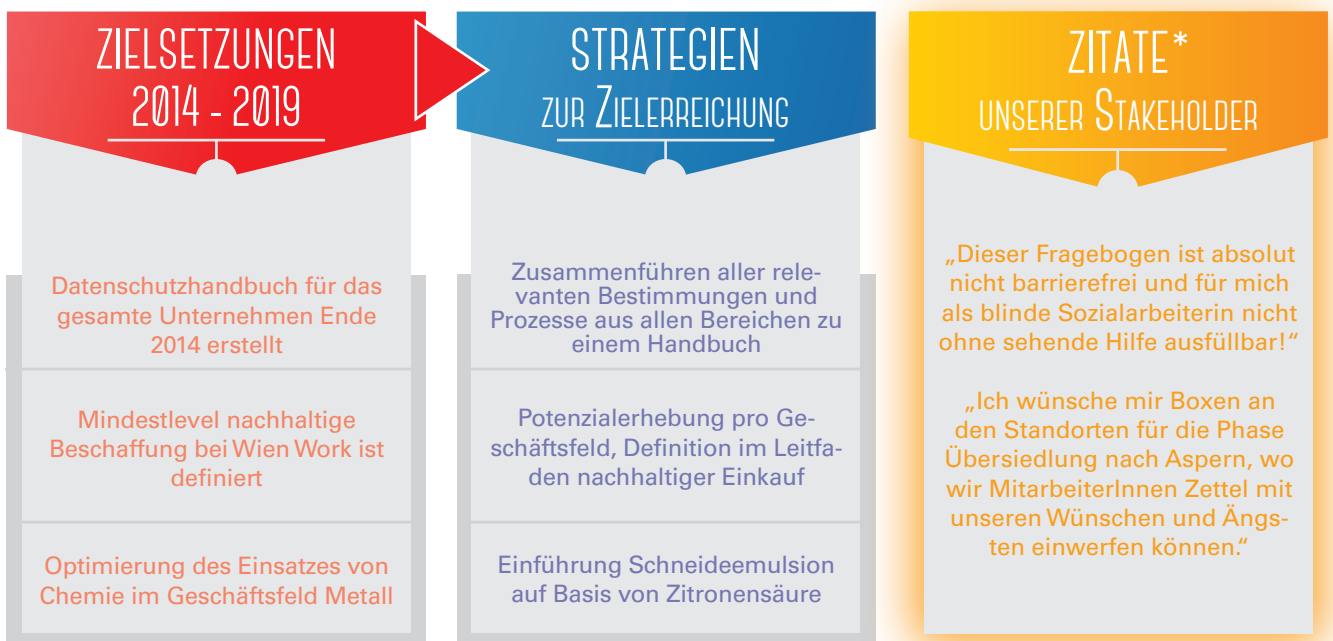 ZIELSETZUNGEN
2014 - 2019
Datenschutzhandbuch für das
gesamte Unternehmen Ende
2014 erstellt
Mindestlevel nachhaltige
Beschaffung bei Wien Work ist
definiert
Optimierung des Einsatzes von
Chemie im Geschäftsfeld Metall
STRATEGIEN
ZUR ZIELERREICHUNG
Zusammenführen aller rele-
vanten Bestimmungen und
Prozesse aus allen Bereichen zu
einem Handbuch
Potenzialerhebung pro Ge-
schäftsfeld, Definition im Leitfa-
den nachhaltiger Einkauf
Einführung Schneideemulsion
auf Basis von Zitronensäure
ZITATE*
UNSERER STAKEHOLDER
„Dieser Fragebogen ist absolut
nicht barrierefrei und für mich
als blinde Sozialarbeiterin nicht
ohne sehende Hilfe ausfüllbar!“
„Ich wünsche mir Boxen an
den Standorten für die Phase
Übersiedlung nach Aspern, wo
wir MitarbeiterInnen Zettel mit
unseren Wünschen und Ängs-
ten einwerfen können.“